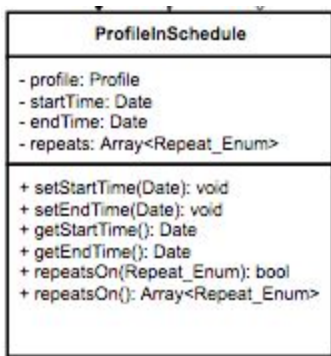 ProfileInSchedule
- profile: Profile
- startTime: Date
- endTime: Date
- repeats: Array<Repeat_Enum>
+ setStartTime(Date): void
+ setEndTime(Date): void
+ getStartTime(): Date
+ getEndTime(): Date
+ repeatsOn(Repeat_Enum): bool
+ repeatsOn(): Array<Repeat_Enum>